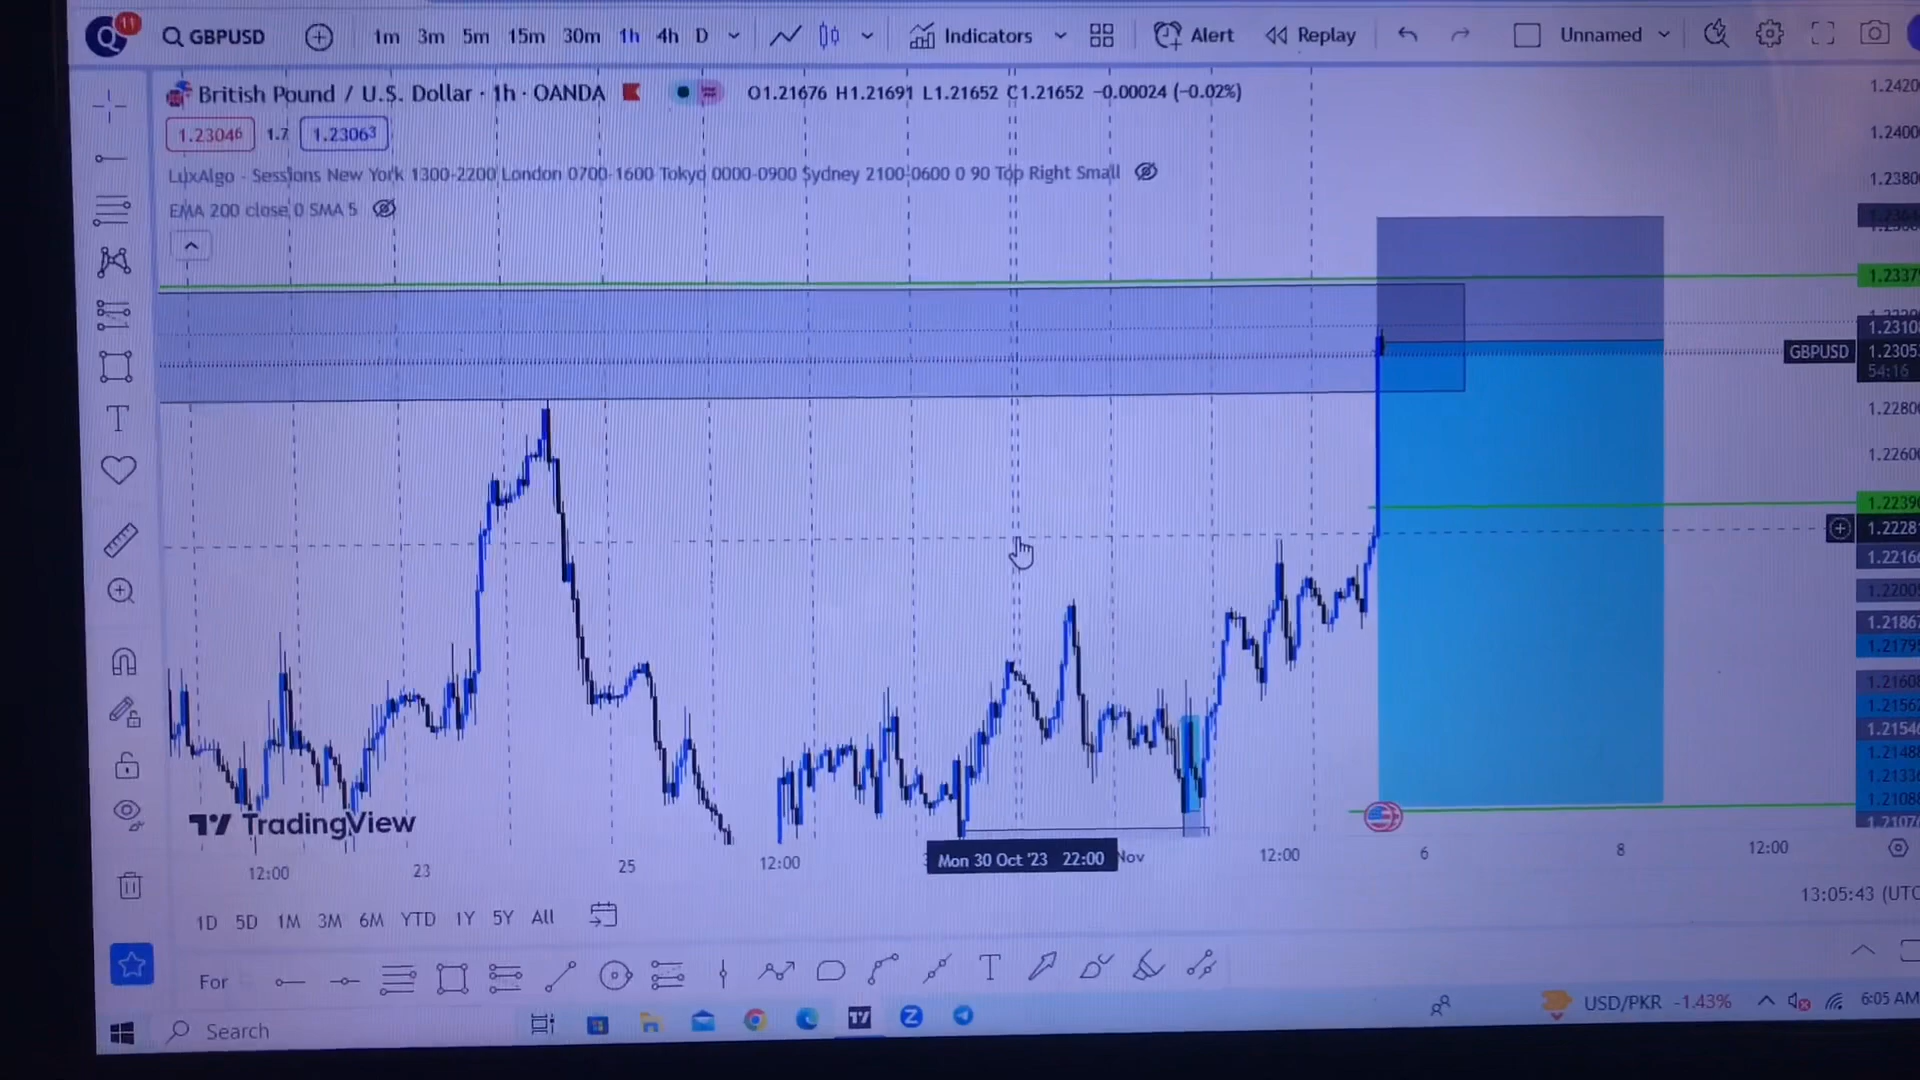 Q 11 GBPUSD 1m 3m 5m 15m 30m 1h 4h D Indicators Alert Replay Unnamed
British Pound / U.S. Dollar · 1h · OANDA O1.21676 H1.21691 L1.21652 C1.21652 −0.00024 (−0.02%)
1.23046 1.7 1.23063
LuxAlgo - Sessions New York 1300-2200 London 0700-1600 Tokyo 0000-0900 Sydney 2100-0600 0 90 Top Right Small
EMA 200 close 0 SMA 5
1.2420
1.2400
1.2380
1.2337
1.2310
GBPUSD 1.2305
54:16
1.2280
1.2260
1.2239
1.2228
1.2216
1.2200
1.2186
1.2179
1.2160
1.2156
1.2154
1.2148
1.2133
1.2108
1.2107
TradingView
12:00 23 25 12:00 Mon 30 Oct '23 22:00 Nov 12:00 6 8 12:00
1D 5D 1M 3M 6M YTD 1Y 5Y All 13:05:43 (UTC
For T
Search USD/PKR -1.43% 6:05 AM